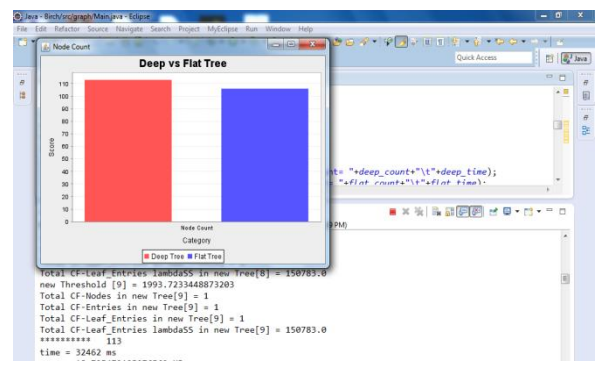 Java - Birch/src/graph/Main.java - Eclipse
File Edit Refactor Source Navigate Search Project MyEclipse Run Window Help
Quick Access
Java
Node Count
Deep vs Flat Tree
110
100
90
80
70
60
50
40
30
20
10
0
Score
Node Count
Category
Deep Tree Flat Tree
nt= "+deep_count+"\t"+deep_time);
= "+flat_count+"\t"+flat_time);
PM)
Total CF-Leaf_Entries lambdaSS in new Tree[8] = 150783.0
new Threshold [9] = 1993.7233448873203
Total CF-Nodes in new Tree[9] = 1
Total CF-Entries in new Tree[9] = 1
Total CF-Leaf_Entries in new Tree[9] = 1
Total CF-Leaf_Entries lambdaSS in new Tree[9] = 150783.0
********** 113
time = 32462 ms